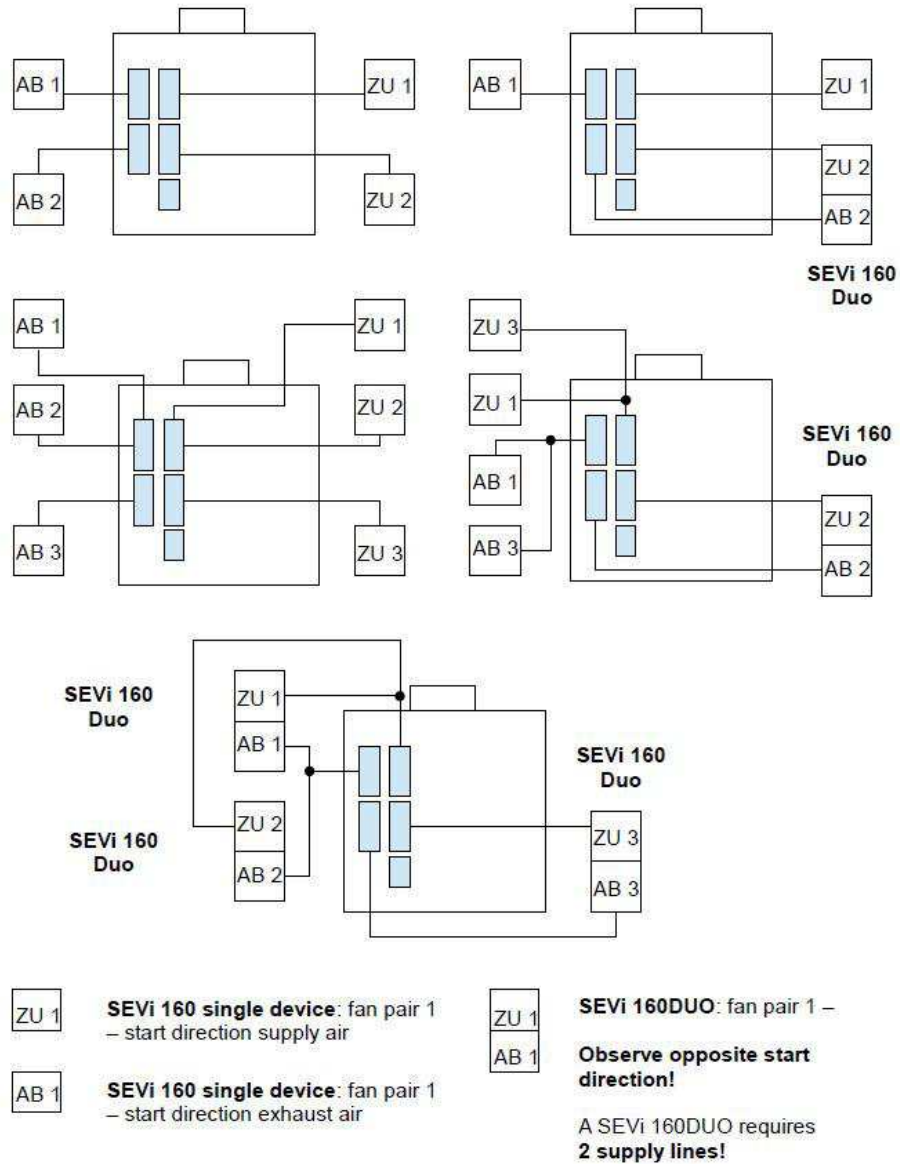 AB 1
ZU 1
AB 2
ZU 2
AB 1
ZU 1
ZU 2
AB 2
SEVi 160
Duo
AB 1
ZU 1
AB 2
ZU 2
AB 3
ZU 3
ZU 3
ZU 1
AB 1
AB 3
SEVi 160
Duo
ZU 2
AB 2
SEVi 160
Duo
ZU 1
AB 1
SEVi 160
Duo
ZU 2
AB 2
SEVi 160
Duo
ZU 3
AB 3
ZU 1
SEVi 160 single device: fan pair 1
– start direction supply air
AB 1
SEVi 160 single device: fan pair 1
– start direction exhaust air
ZU 1
AB 1
SEVi 160DUO: fan pair 1 –
Observe opposite start
direction!
A SEVi 160DUO requires
2 supply lines!